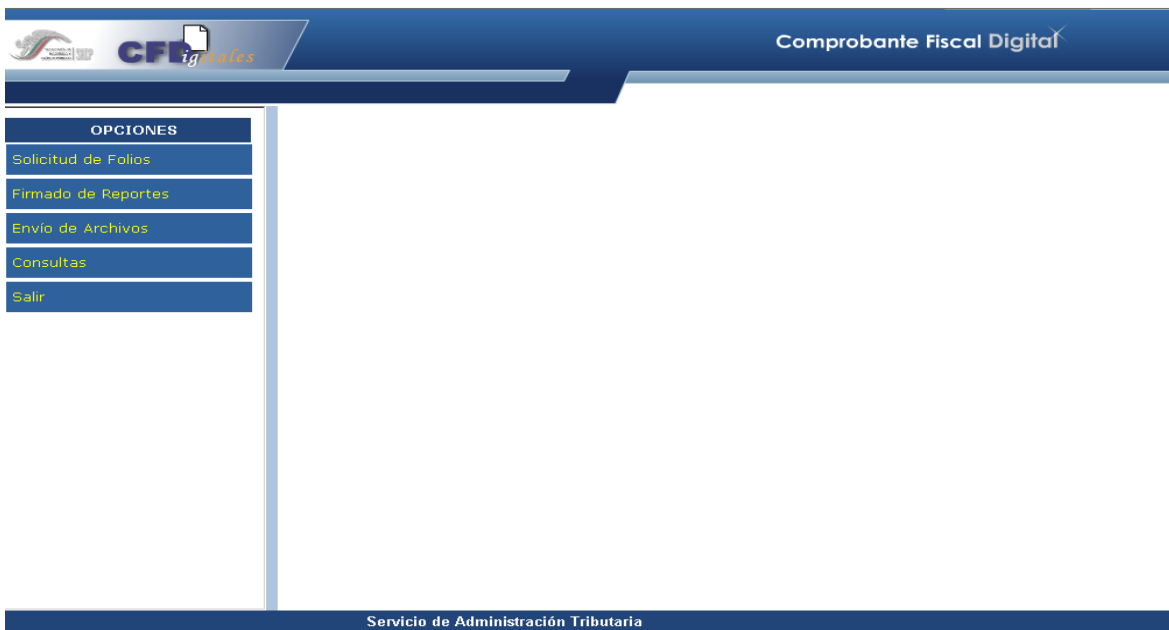 CFDigitales
Comprobante Fiscal Digital
OPCIONES
Solicitud de Folios
Firmado de Reportes
Envío de Archivos
Consultas
Salir
Servicio de Administración Tributaria